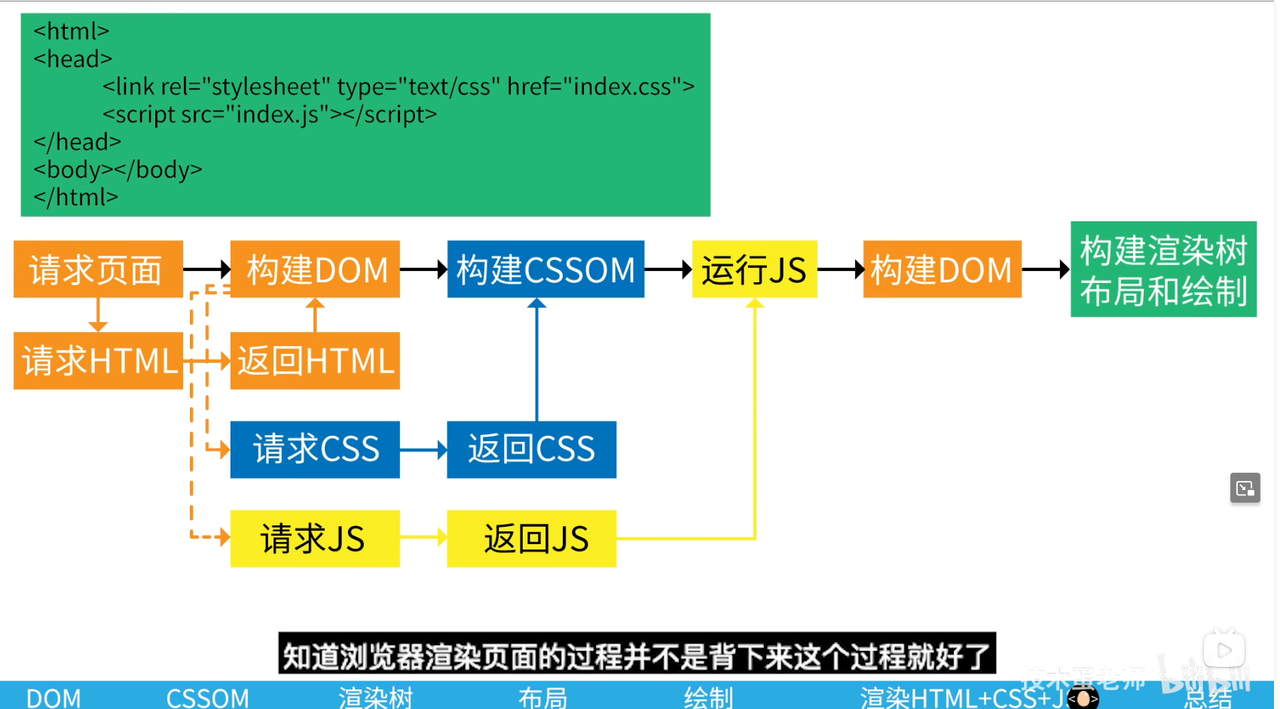 <html>
<head>
<link rel="stylesheet" type="text/css" href="index.css">
<script src="index.js"></script>
</head>
<body></body>
</html>
请求页面
构建DOM
构建CSSOM
运行JS
构建DOM
构建渲染树
布局和绘制
请求HTML
返回HTML
请求CSS
返回CSS
请求JS
返回JS
知道浏览器渲染页面的过程并不是背下来这个过程就好了
技术蛋老师 bilibili
DOM
CSSOM
渲染树
布局
绘制
渲染HTML+CSS+J
总结